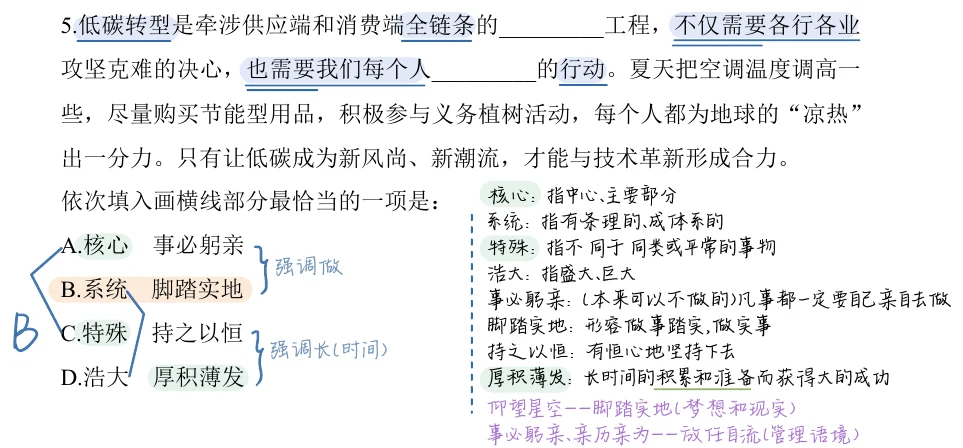 5.低碳转型是牵涉供应端和消费端全链条的_________工程，不仅需要各行各业
攻坚克难的决心，也需要我们每个人_________的行动。夏天把空调温度调高一
些，尽量购买节能型用品，积极参与义务植树活动，每个人都为地球的“凉热”
出一分力。只有让低碳成为新风尚、新潮流，才能与技术革新形成合力。
依次填入画横线部分最恰当的一项是：
A.核心 事必躬亲
B.系统 脚踏实地
C.特殊 持之以恒
D.浩大 厚积薄发
B
强调做
强调长(时间)
核心：指中心、主要部分
系统：指有条理的、成体系的
特殊：指不同于同类或平常的事物
浩大：指盛大、巨大
事必躬亲：(本来可以不做的)凡事都一定要自己亲自去做
脚踏实地：形容做事踏实,做实事
持之以恒：有恒心地坚持下去
厚积薄发：长时间的积累和准备而获得大的成功
仰望星空——脚踏实地(梦想和现实)
事必躬亲、亲历亲为——放任自流(管理语境)